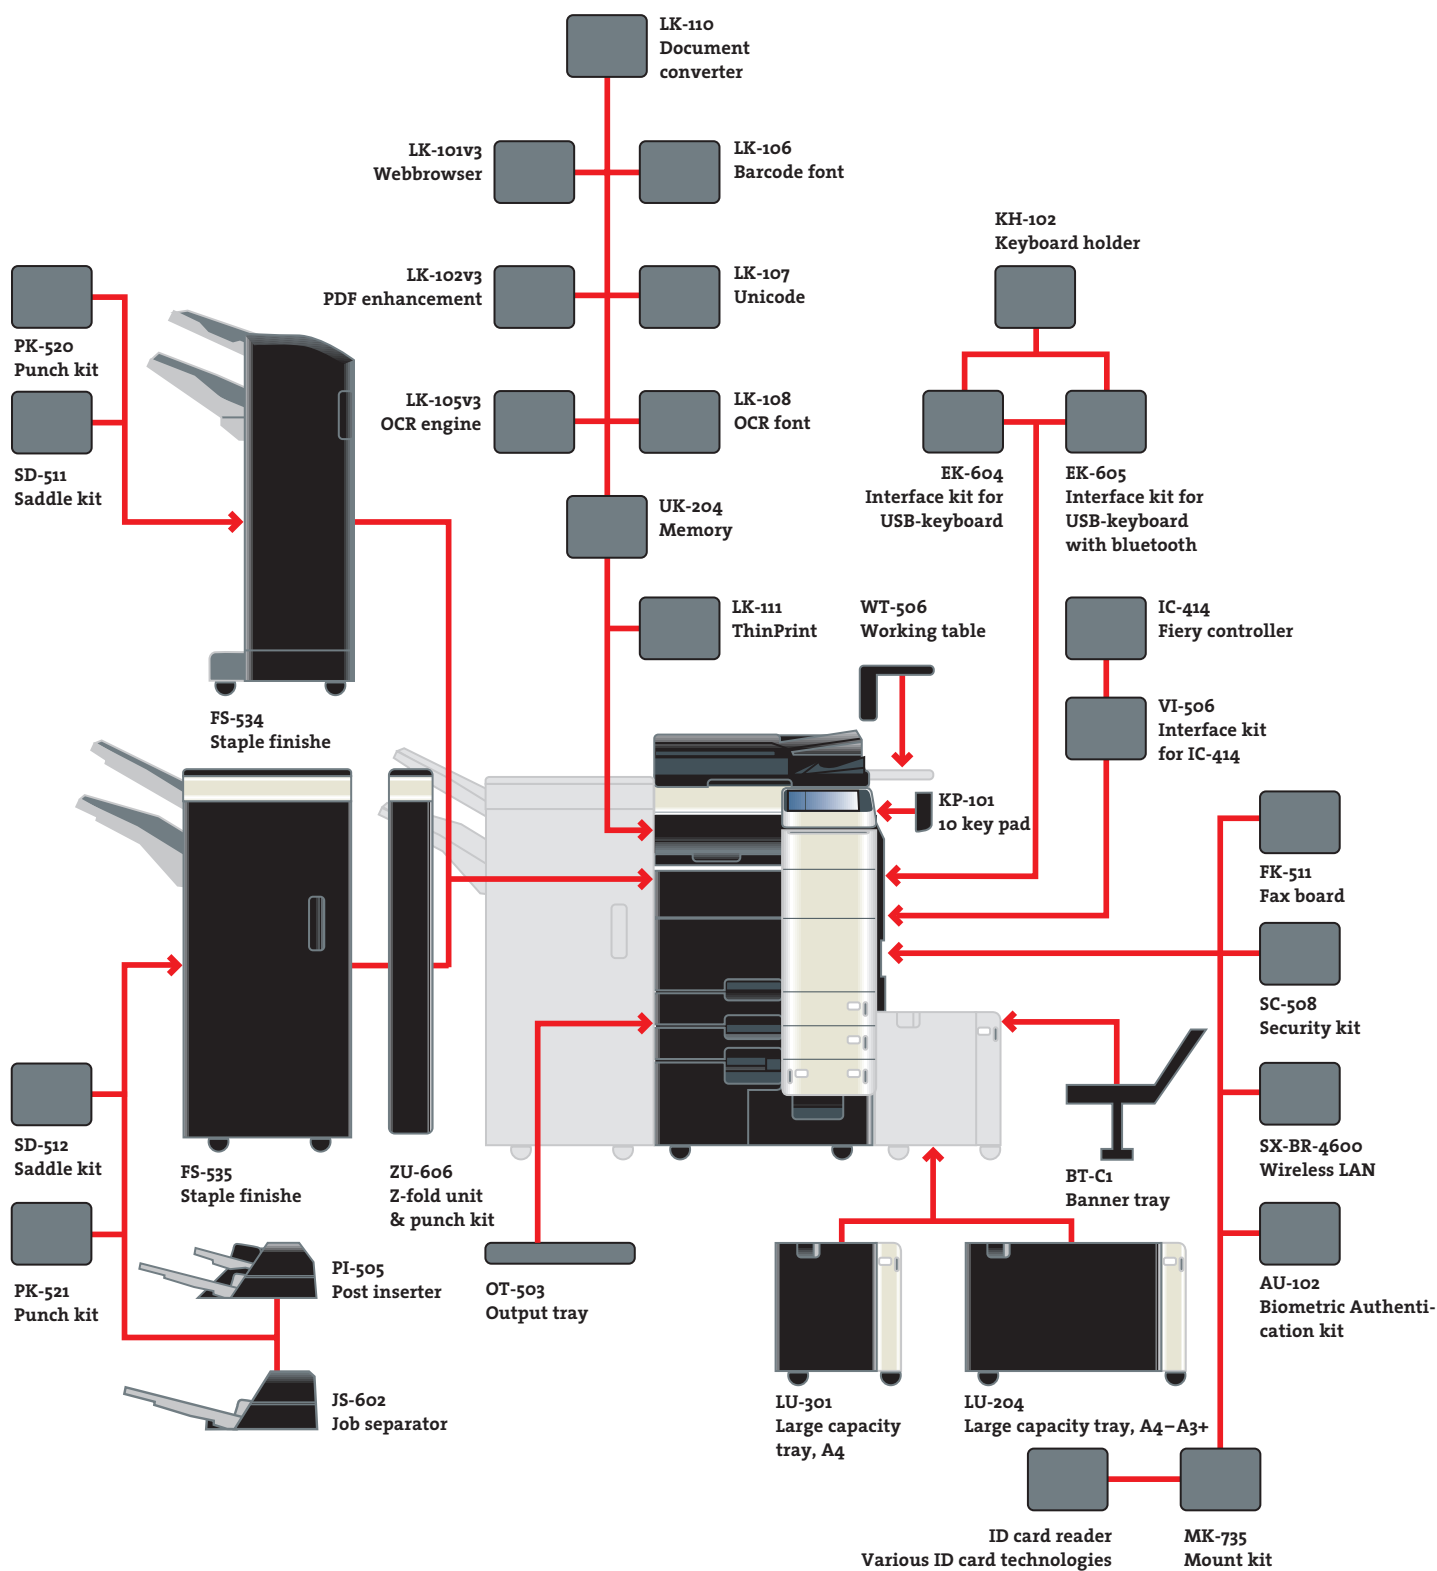 LK-110
Document
converter
LK-101v3
Webbrowser
LK-106
Barcode font
KH-102
Keyboard holder
LK-102v3
PDF enhancement
LK-107
Unicode
PK-520
Punch kit
LK-105v3
OCR engine
LK-108
OCR font
SD-511
Saddle kit
EK-604
Interface kit for
USB-keyboard
EK-605
Interface kit for
USB-keyboard
with bluetooth
UK-204
Memory
LK-111
ThinPrint
WT-506
Working table
IC-414
Fiery controller
FS-534
Staple finishe
VI-506
Interface kit
for IC-414
KP-101
10 key pad
FK-511
Fax board
SC-508
Security kit
SD-512
Saddle kit
FS-535
Staple finishe
ZU-606
Z-fold unit
& punch kit
BT-C1
Banner tray
SX-BR-4600
Wireless LAN
PK-521
Punch kit
PI-505
Post inserter
OT-503
Output tray
AU-102
Biometric Authenti-
cation kit
JS-602
Job separator
LU-301
Large capacity
tray, A4
LU-204
Large capacity tray, A4–A3+
ID card reader
Various ID card technologies
MK-735
Mount kit